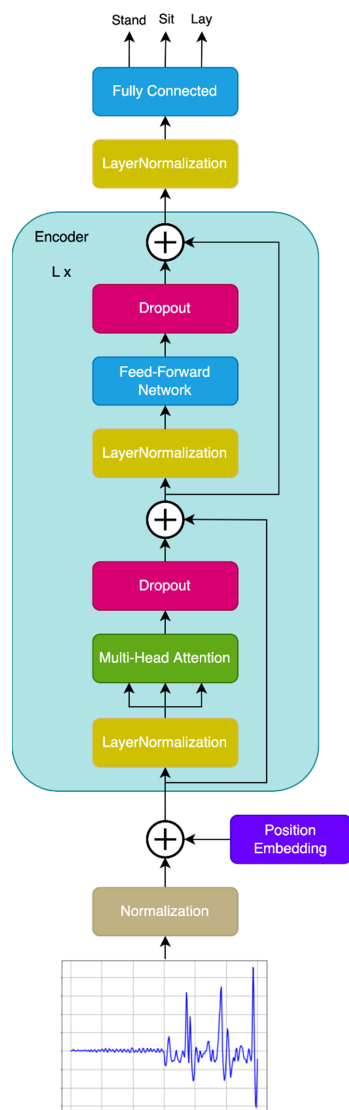 Stand Sit Lay
Fully Connected
LayerNormalization
Encoder
L x
Dropout
Feed-Forward
Network
LayerNormalization
Dropout
Multi-Head Attention
LayerNormalization
Position
Embedding
Normalization